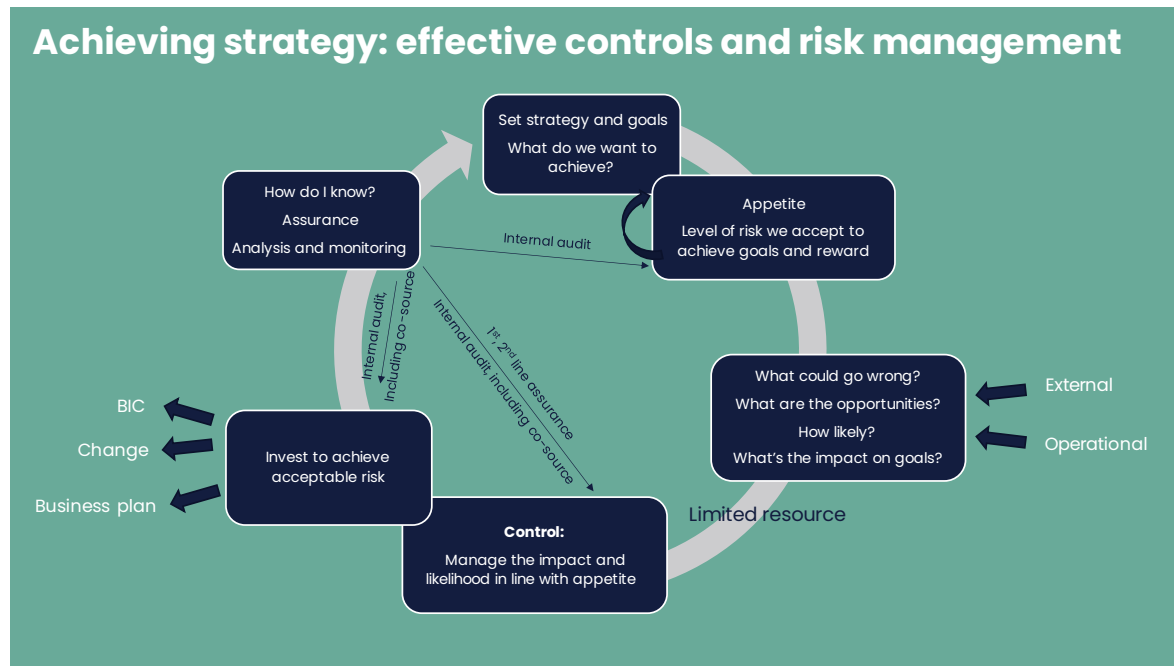 Achieving strategy: effective controls and risk management
Set strategy and goals
What do we want to
achieve?
Appetite
Level of risk we accept to
achieve goals and reward
How do I know?
Assurance
Analysis and monitoring
Internal audit
Internal audit,
Including co-source
1st, 2nd line assurance
Internal audit, including co-source
What could go wrong?
What are the opportunities?
How likely?
What's the impact on goals?
External
Operational
Limited resource
Control:
Manage the impact and
likelihood in line with appetite
Invest to achieve
acceptable risk
BIC
Change
Business plan